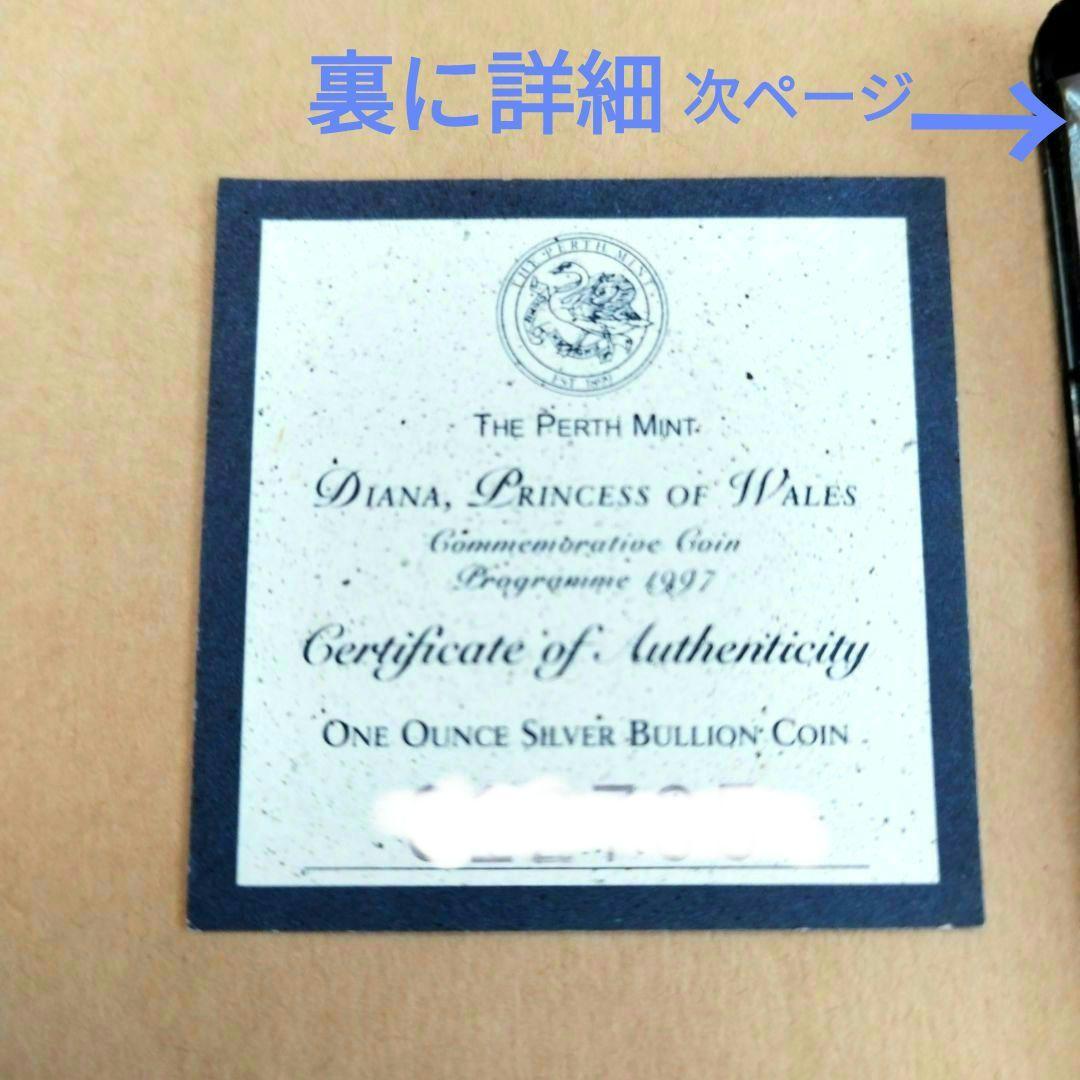 裏に詳細 次ページ
THE PERTH MINT
EST 1899
THE PERTH MINT
DIANA, PRINCESS OF WALES
Commemorative Coin
Programme 1997
Certificate of Authenticity
ONE OUNCE SILVER BULLION COIN